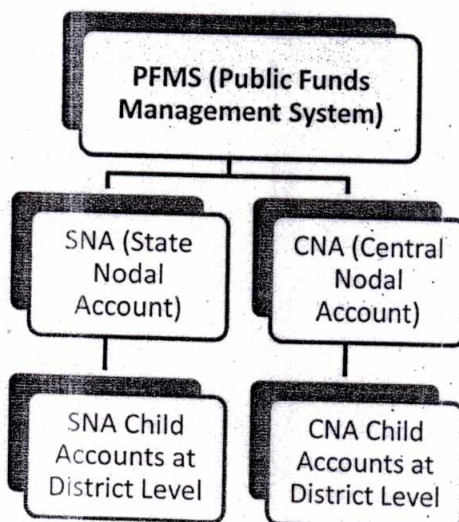 PFMS (Public Funds
Management System)
SNA (State
Nodal
Account)
CNA (Central
Nodal
Account)
SNA Child
Accounts at
District Level
CNA Child
Accounts at
District Level